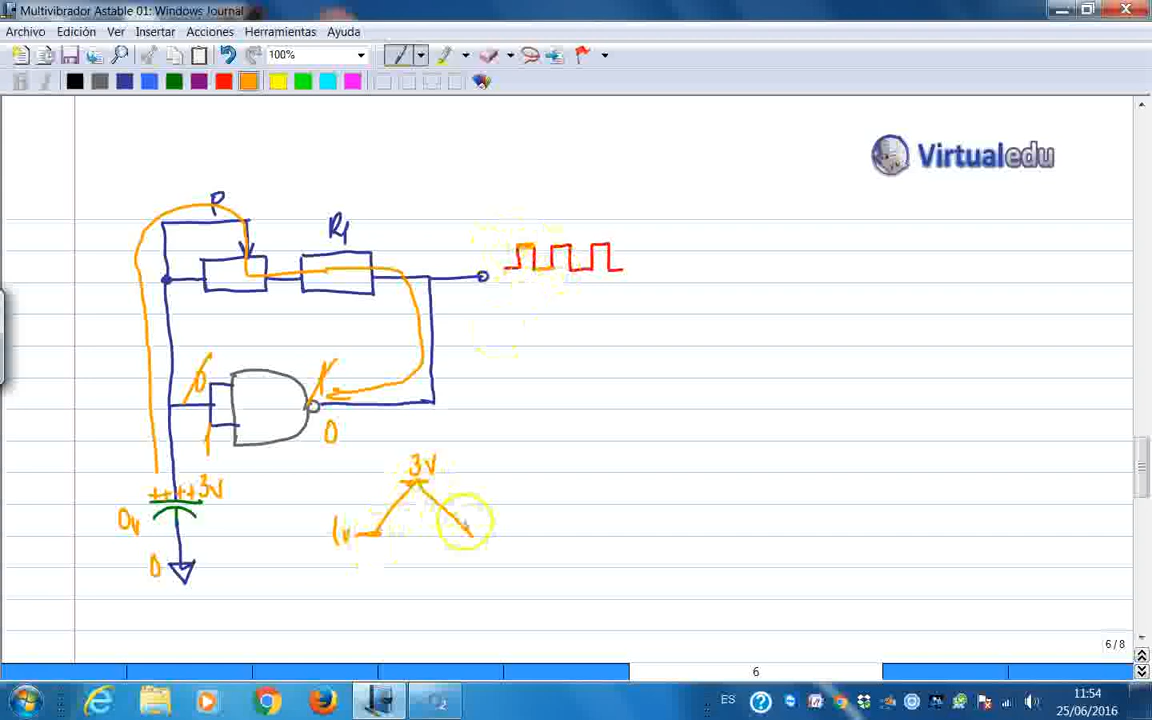 Multivibrador Astable 01: Windows Journal
Archivo Edición Ver Insertar Acciones Herramientas Ayuda
100%
Virtualedu
P
R1
0 1
0
3V
++++3V
0v
1v
0
6 / 8
6
ES
11:54
25/06/2016